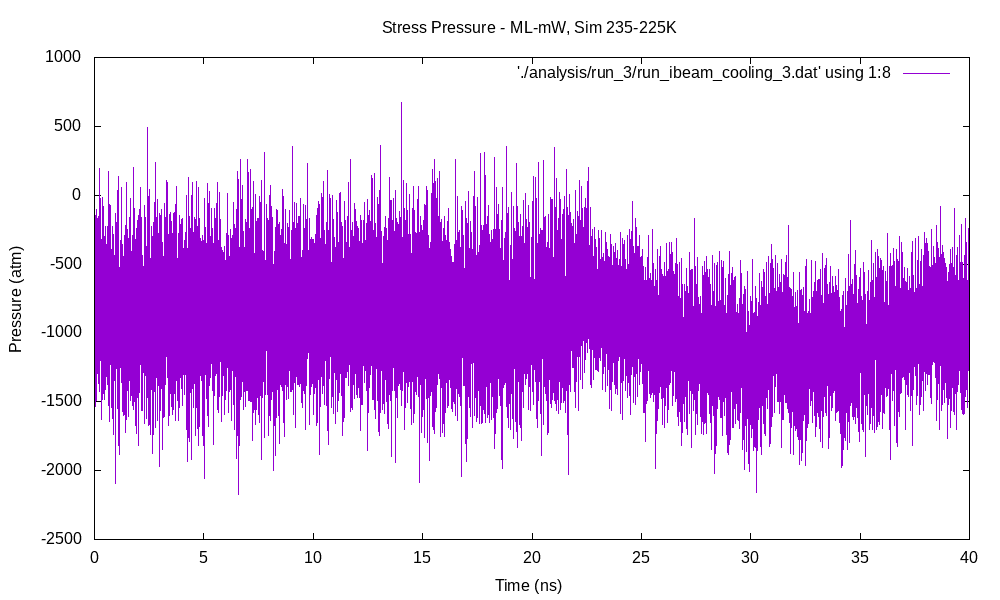 Stress Pressure - ML-mW, Sim 235-225K
'./analysis/run_3/run_ibeam_cooling_3.dat' using 1:8
Pressure (atm)
1000
500
0
-500
-1000
-1500
-2000
-2500
0 5 10 15 20 25 30 35 40
Time (ns)